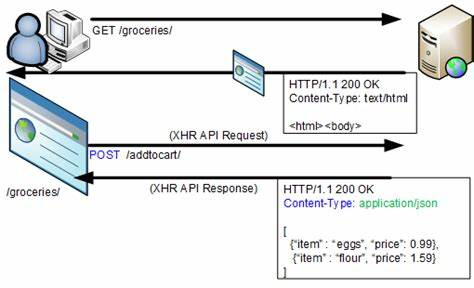 GET /groceries/
HTTP/1.1 200 OK
Content-Type: text/html
<html><body>
(XHR API Request)
POST /addtocart/
/groceries/
(XHR API Response)
HTTP/1.1 200 OK
Content-Type: application/json
[
{"item" : "eggs", "price": 0.99},
{"item" : "flour", "price": 1.59}
]